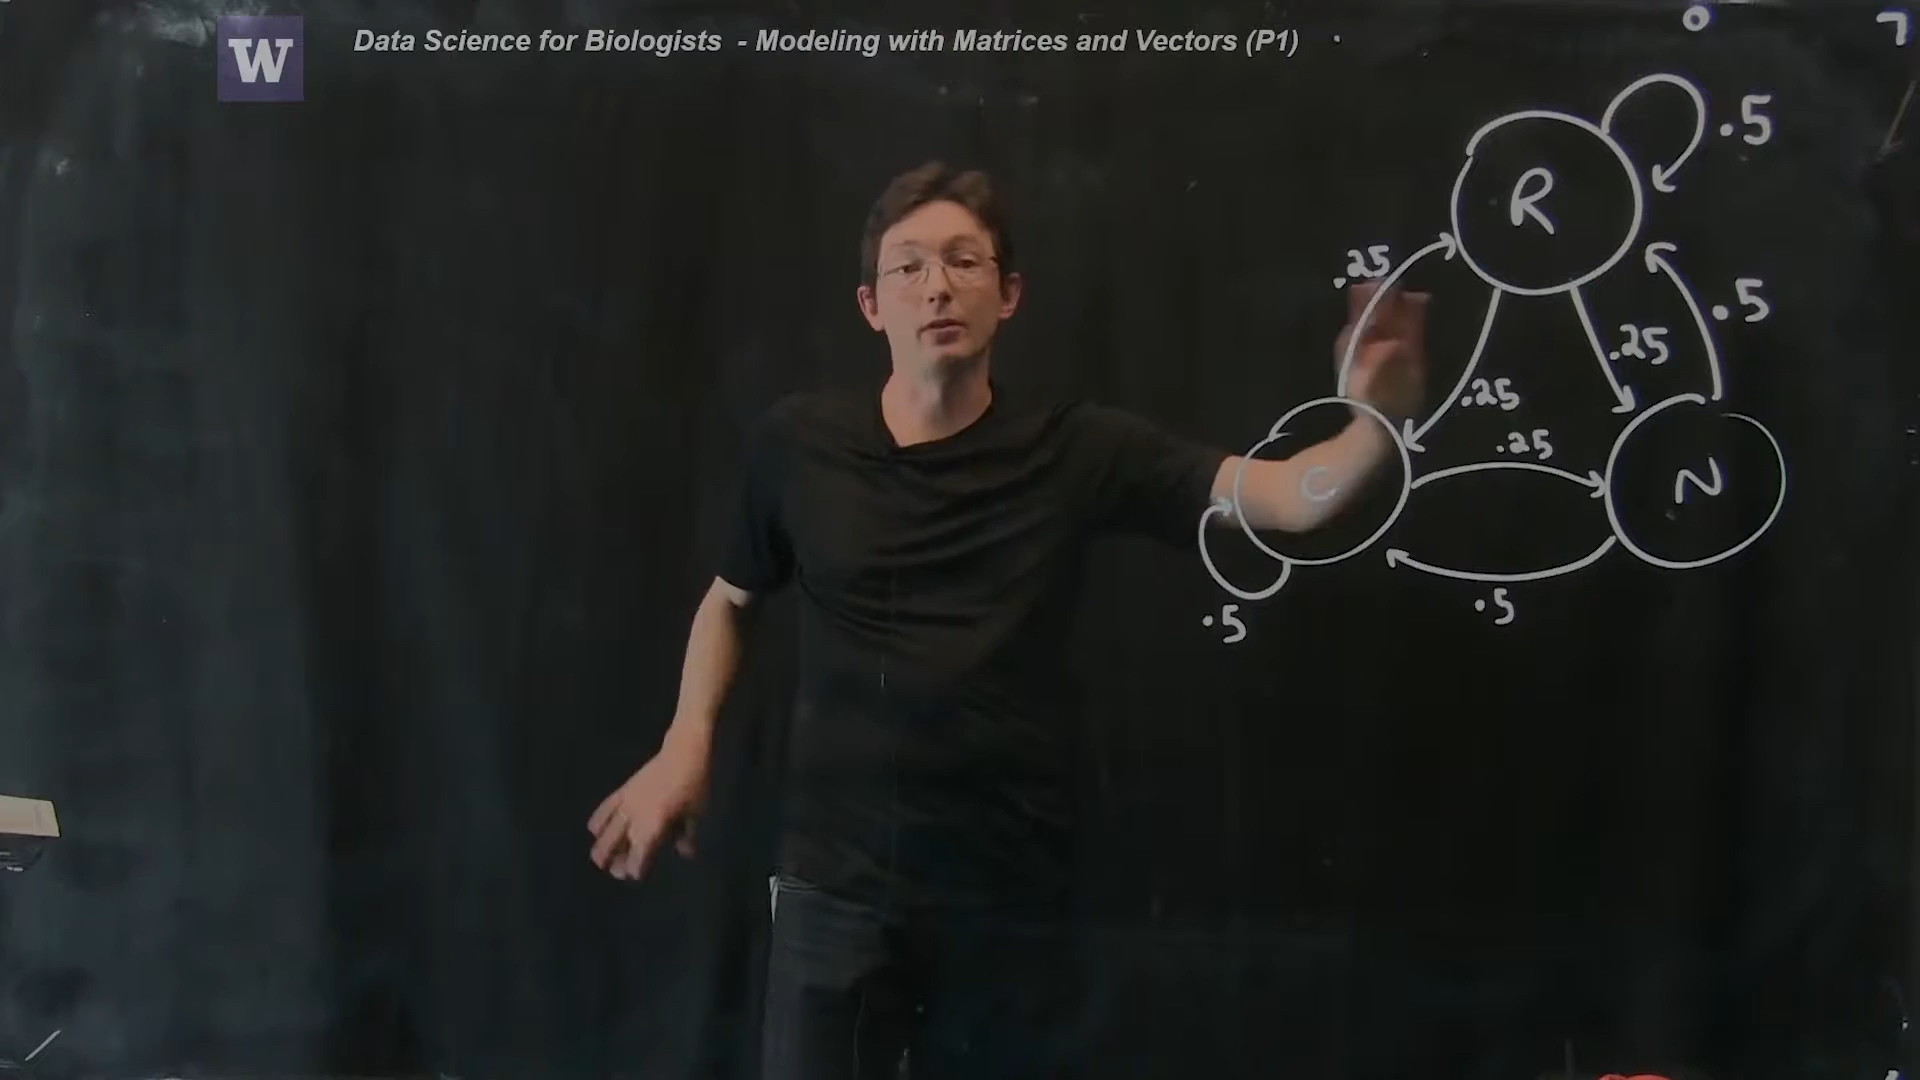 W
Data Science for Biologists - Modeling with Matrices and Vectors (P1)
.5
R
.25
.5
.25
.25
.25
C
N
.5
.5